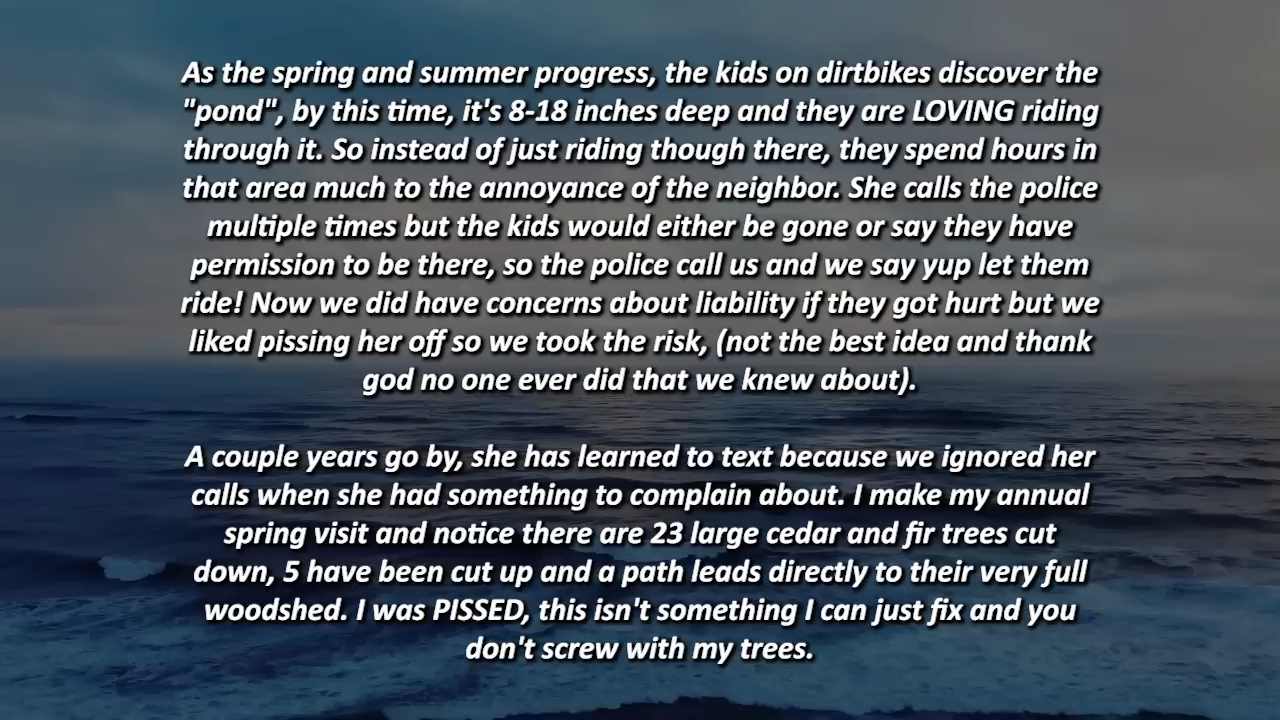 As the spring and summer progress, the kids on dirtbikes discover the
"pond", by this time, it's 8-18 inches deep and they are LOVING riding
through it. So instead of just riding though there, they spend hours in
that area much to the annoyance of the neighbor. She calls the police
multiple times but the kids would either be gone or say they have
permission to be there, so the police call us and we say yup let them
ride! Now we did have concerns about liability if they got hurt but we
liked pissing her off so we took the risk, (not the best idea and thank
god no one ever did that we knew about).
A couple years go by, she has learned to text because we ignored her
calls when she had something to complain about. I make my annual
spring visit and notice there are 23 large cedar and fir trees cut
down, 5 have been cut up and a path leads directly to their very full
woodshed. I was PISSED, this isn't something I can just fix and you
don't screw with my trees.